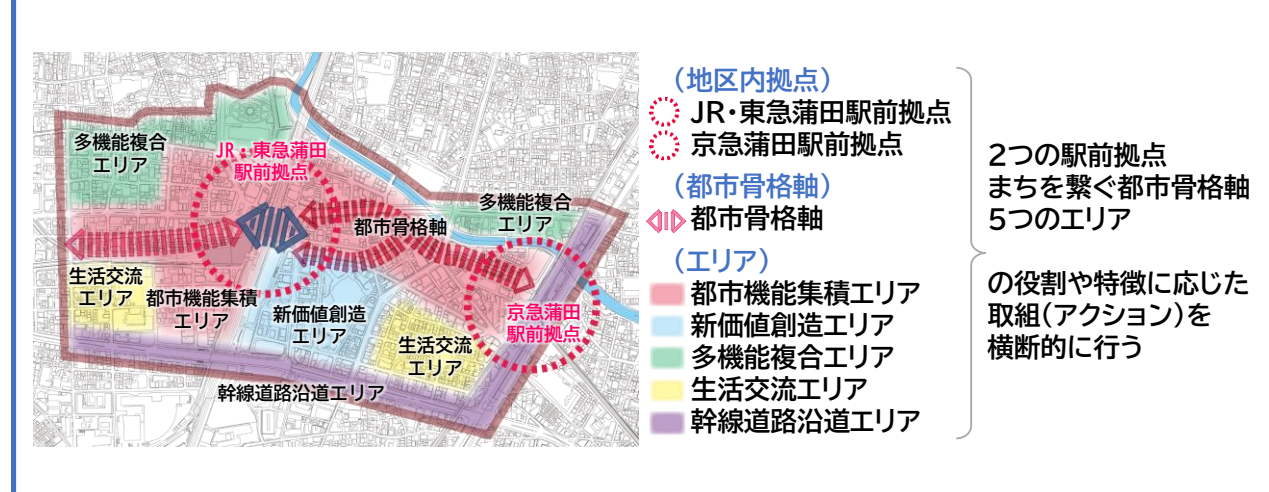 多機能複合
エリア
JR・東急蒲田
駅前拠点
多機能複合
エリア
都市骨格軸
生活交流
エリア
都市機能集積
エリア
新価値創造
エリア
京急蒲田
駅前拠点
生活交流
エリア
幹線道路沿道エリア
（地区内拠点）
JR・東急蒲田駅前拠点
京急蒲田駅前拠点
（都市骨格軸）
都市骨格軸
（エリア）
都市機能集積エリア
新価値創造エリア
多機能複合エリア
生活交流エリア
幹線道路沿道エリア
２つの駅前拠点
まちを繋ぐ都市骨格軸
５つのエリア
の役割や特徴に応じた
取組（アクション）を
横断的に行う